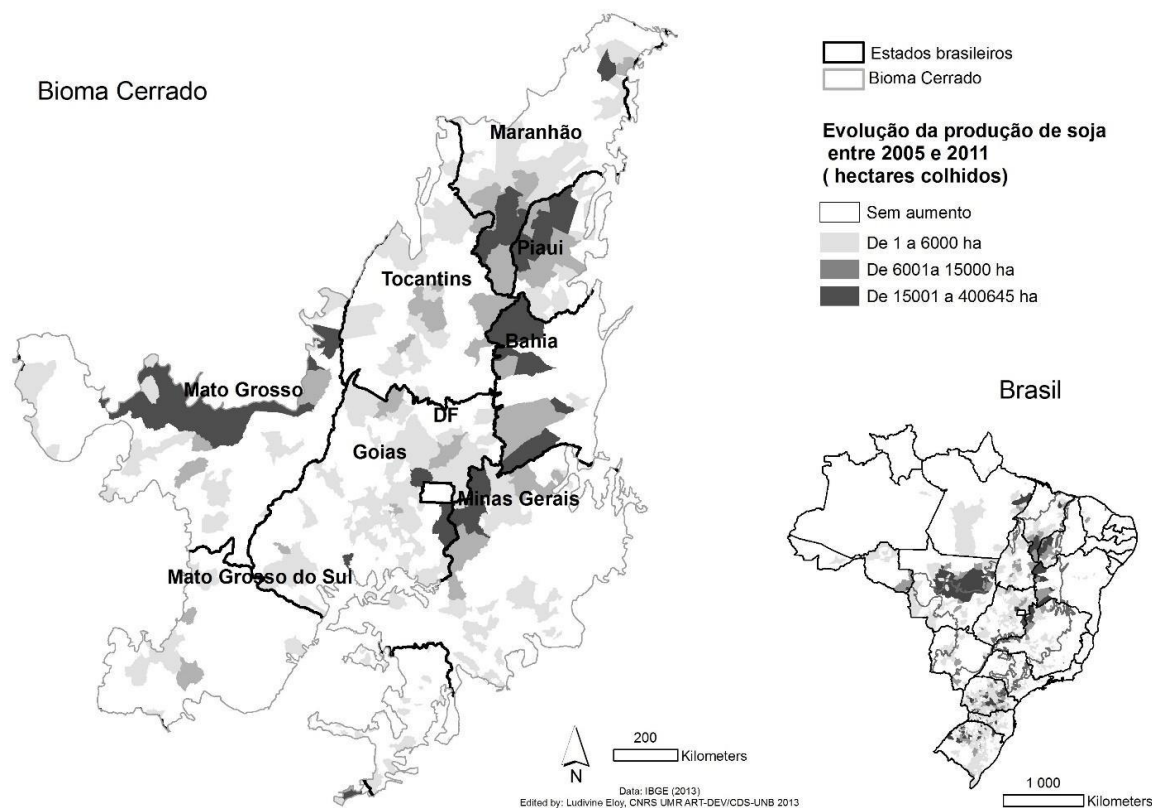 Bioma Cerrado
Estados brasileiros
Bioma Cerrado
Evolução da produção de soja
entre 2005 e 2011
( hectares colhidos)
Sem aumento
De 1 a 6000 ha
De 6001a 15000 ha
De 15001 a 400645 ha
Maranhão
Piaui
Tocantins
Bahia
Mato Grosso
DF
Goias
Minas Gerais
Mato Grosso do Sul
Brasil
N
200
Kilometers
1 000
Kilometers
Data: IBGE (2013)
Edited by: Ludivine Eloy, CNRS UMR ART-DEV/CDS-UNB 2013